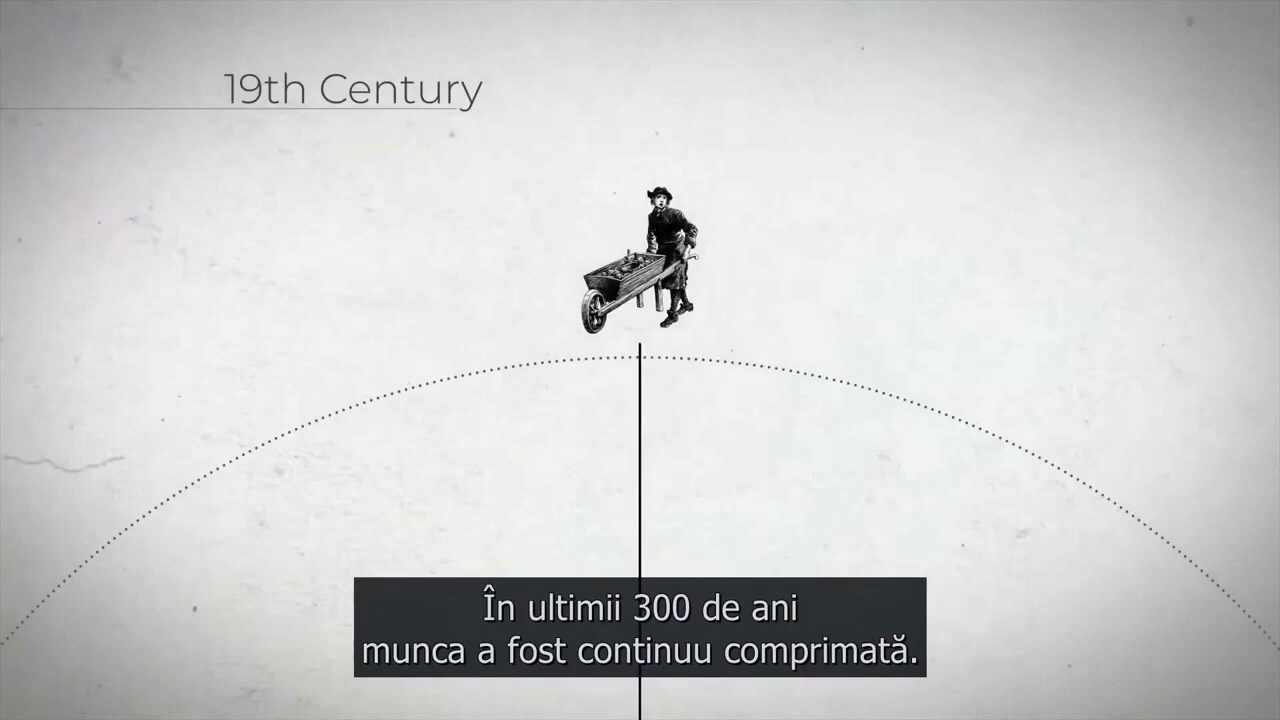 19th Century
În ultimii 300 de ani
munca a fost continuu comprimată.